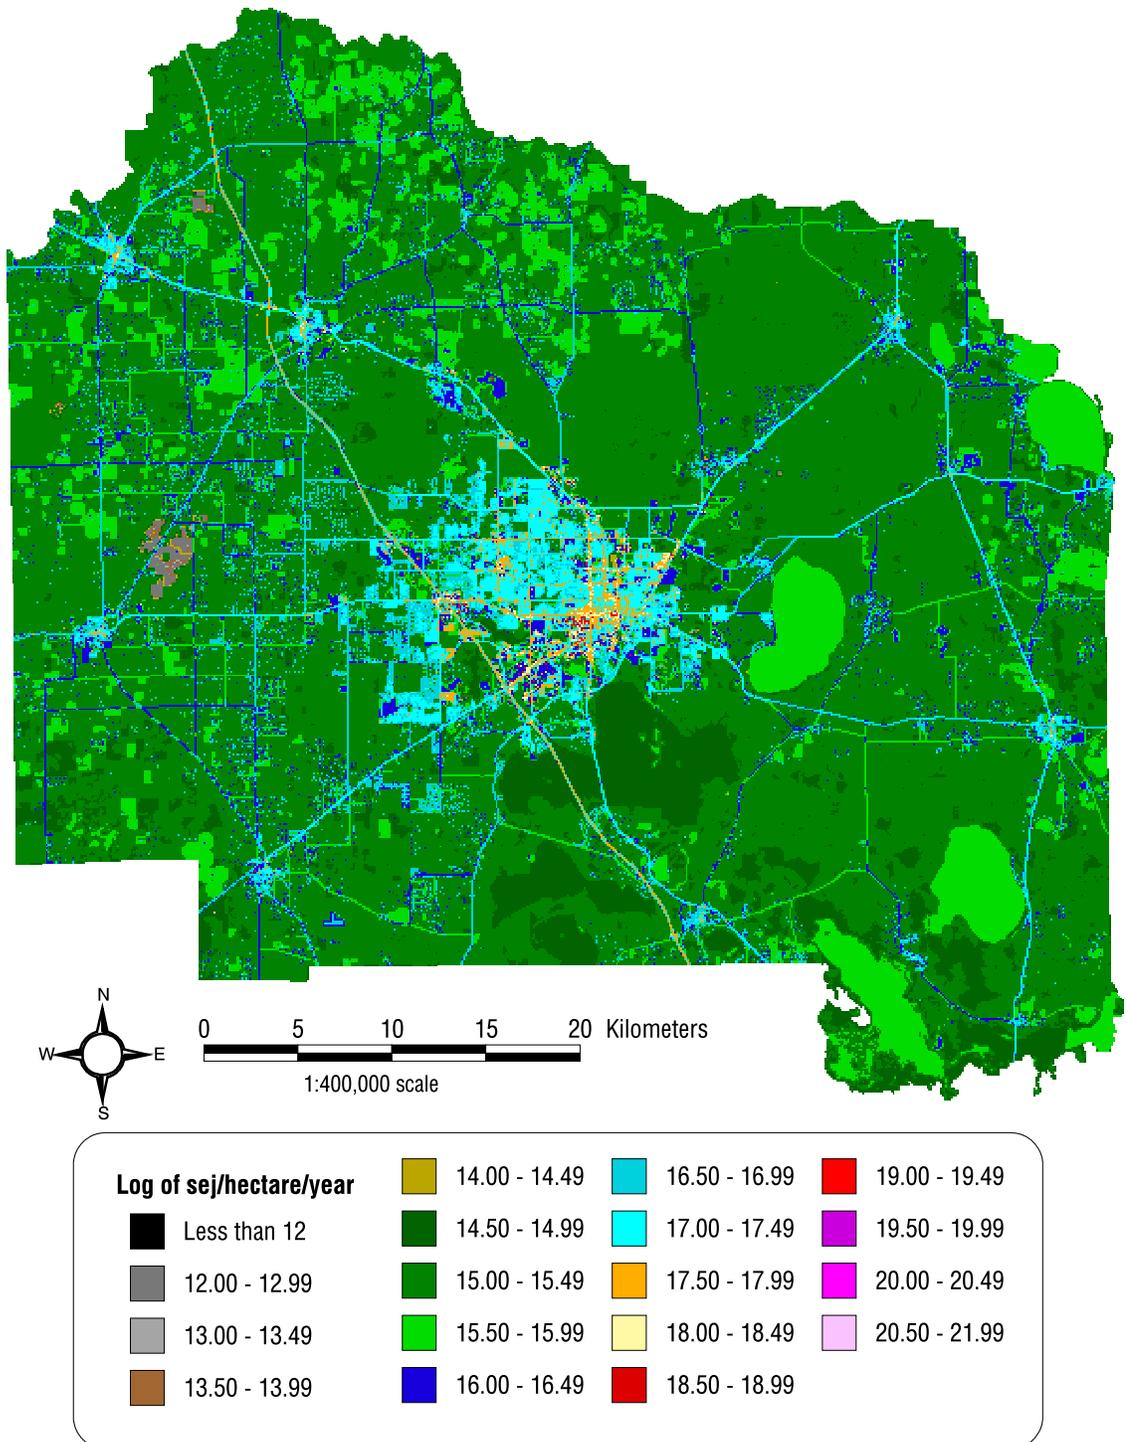 N
W E
S
0 5 10 15 20 Kilometers
1:400,000 scale
Log of sej/hectare/year
Less than 12
12.00 - 12.99
13.00 - 13.49
13.50 - 13.99
14.00 - 14.49
14.50 - 14.99
15.00 - 15.49
15.50 - 15.99
16.00 - 16.49
16.50 - 16.99
17.00 - 17.49
17.50 - 17.99
18.00 - 18.49
18.50 - 18.99
19.00 - 19.49
19.50 - 19.99
20.00 - 20.49
20.50 - 21.99